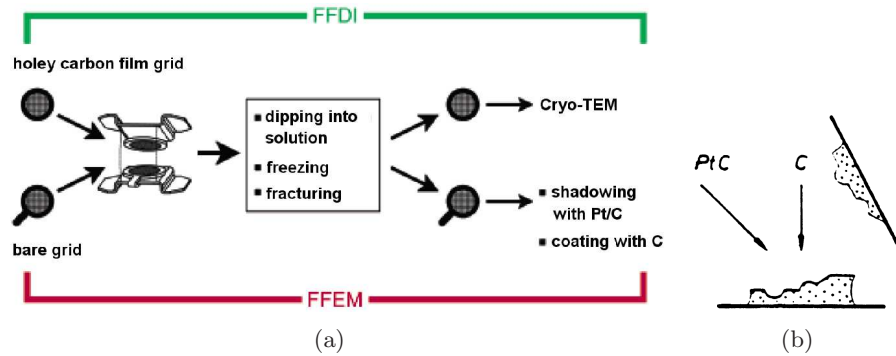 FFDI
holey carbon film grid
▪ dipping into
solution
▪ freezing
▪ fracturing
Cryo-TEM
▪ shadowing
with Pt/C
▪ coating with C
bare grid
FFEM
(a)
PtC
C
(b)